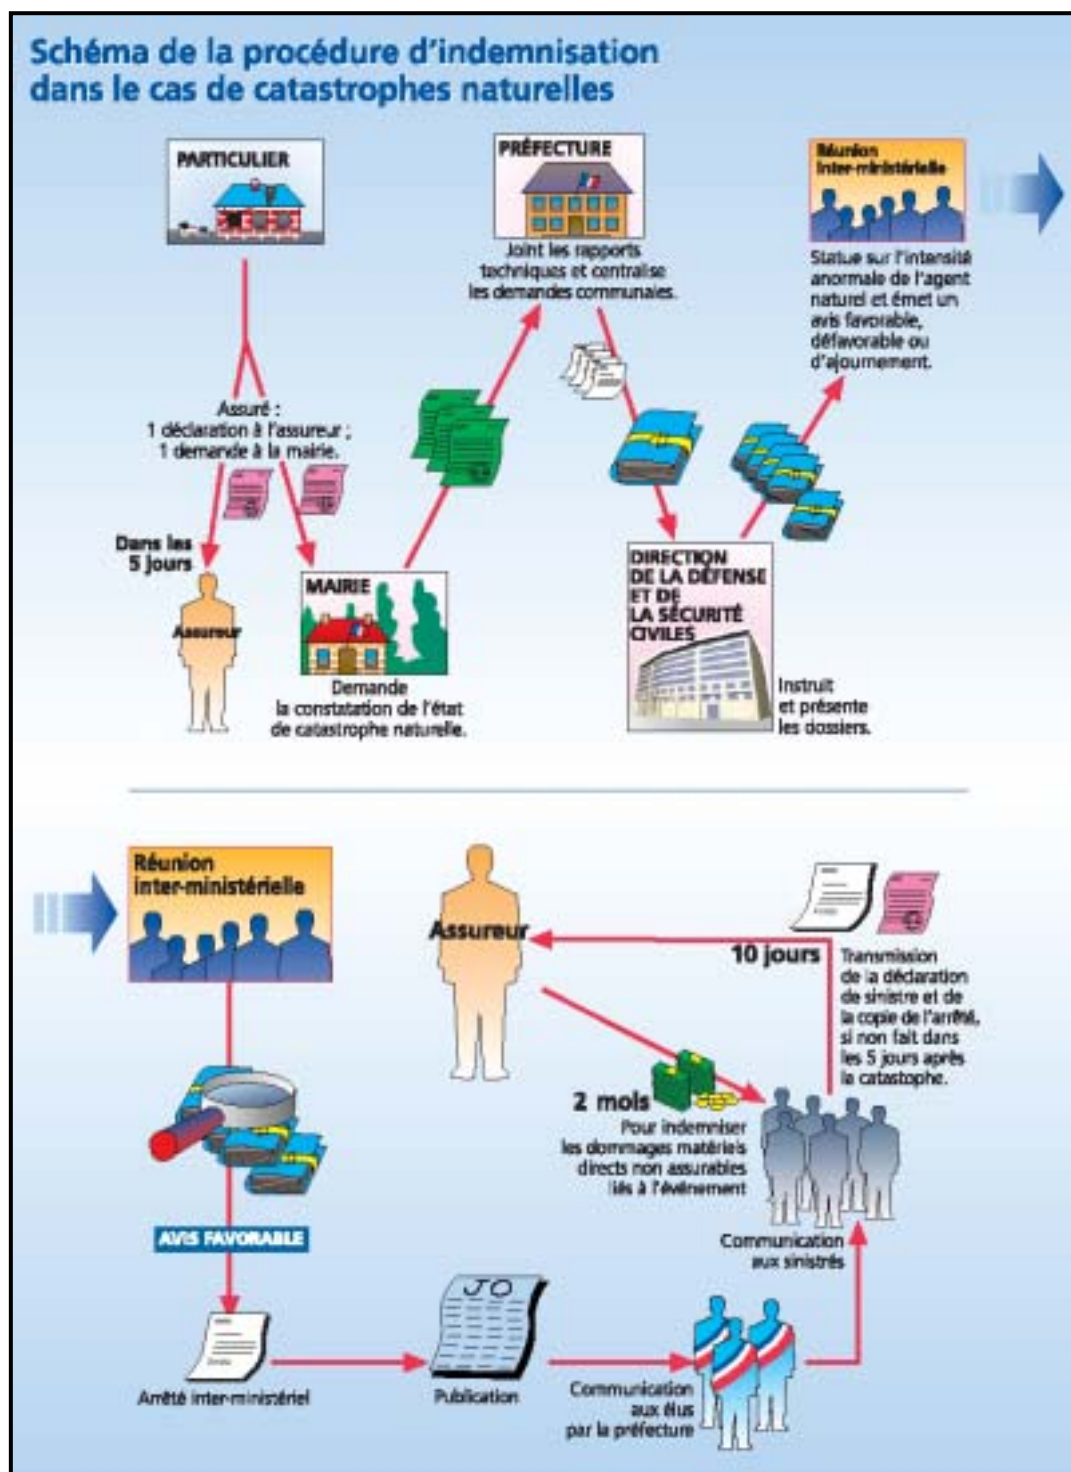 Schéma de la procédure d'indemnisation
dans le cas de catastrophes naturelles
PARTICULIER
Assuré :
1 déclaration à l'assureur ;
1 demande à la mairie.
Dans les
5 jours
Assureur
MAIRIE
Demande
la constatation de l'état
de catastrophe naturelle.
PRÉFECTURE
Joint les rapports
techniques et centralise
les demandes communales.
DIRECTION
DE LA DÉFENSE
ET DE
LA SÉCURITÉ
CIVILES
Instruit
et présente
les dossiers.
Réunion
inter-ministérielle
Statue sur l'intensité
anormale de l'agent
naturel et émet un
avis favorable,
défavorable ou
d'ajournement.
Réunion
inter-ministérielle
AVIS FAVORABLE
Arrêté inter-ministériel
JO
Publication
Communication
aux élus
par la préfecture
Communication
aux sinistrés
10 jours
Transmission
de la déclaration
de sinistre et de
la copie de l'arrêté,
si non fait dans
les 5 jours après
la catastophe.
Assureur
2 mois
Pour indemniser
les dommages matériels
directs non assurables
liés à l'événement